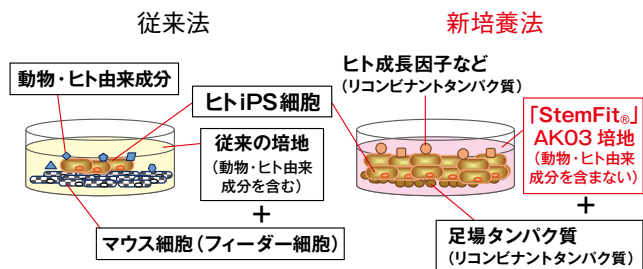 従来法
動物・ヒト由来成分
ヒトiPS細胞
従来の培地
(動物・ヒト由来
成分を含む)
+
マウス細胞(フィーダー細胞)
新培養法
ヒト成長因子など
(リコンビナントタンパク質)
「StemFit®」
AK03 培地
(動物・ヒト由来
成分を含まない)
+
足場タンパク質
(リコンビナントタンパク質)